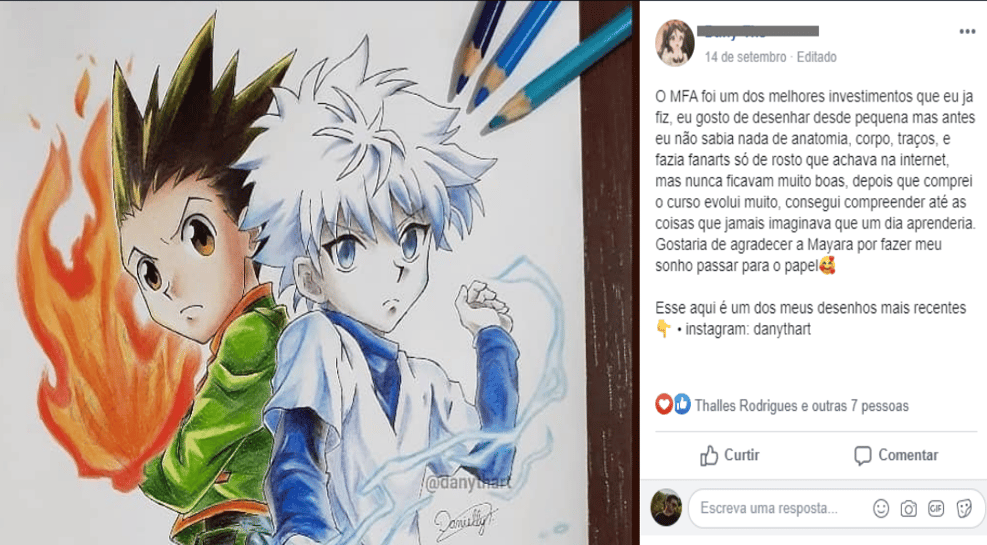 14 de setembro · Editado
O MFA foi um dos melhores investimentos que eu ja
fiz, eu gosto de desenhar desde pequena mas antes
eu não sabia nada de anatomia, corpo, traços, e
fazia fanarts só de rosto que achava na internet,
mas nunca ficavam muito boas, depois que comprei
o curso evolui muito, consegui compreender até as
coisas que jamais imaginava que um dia aprenderia.
Gostaria de agradecer a Mayara por fazer meu
sonho passar para o papel🥰
Esse aqui é um dos meus desenhos mais recentes
👇 • instagram: danythart
Thalles Rodrigues e outras 7 pessoas
Curtir Comentar
Escreva uma resposta...
GIF
@danythart